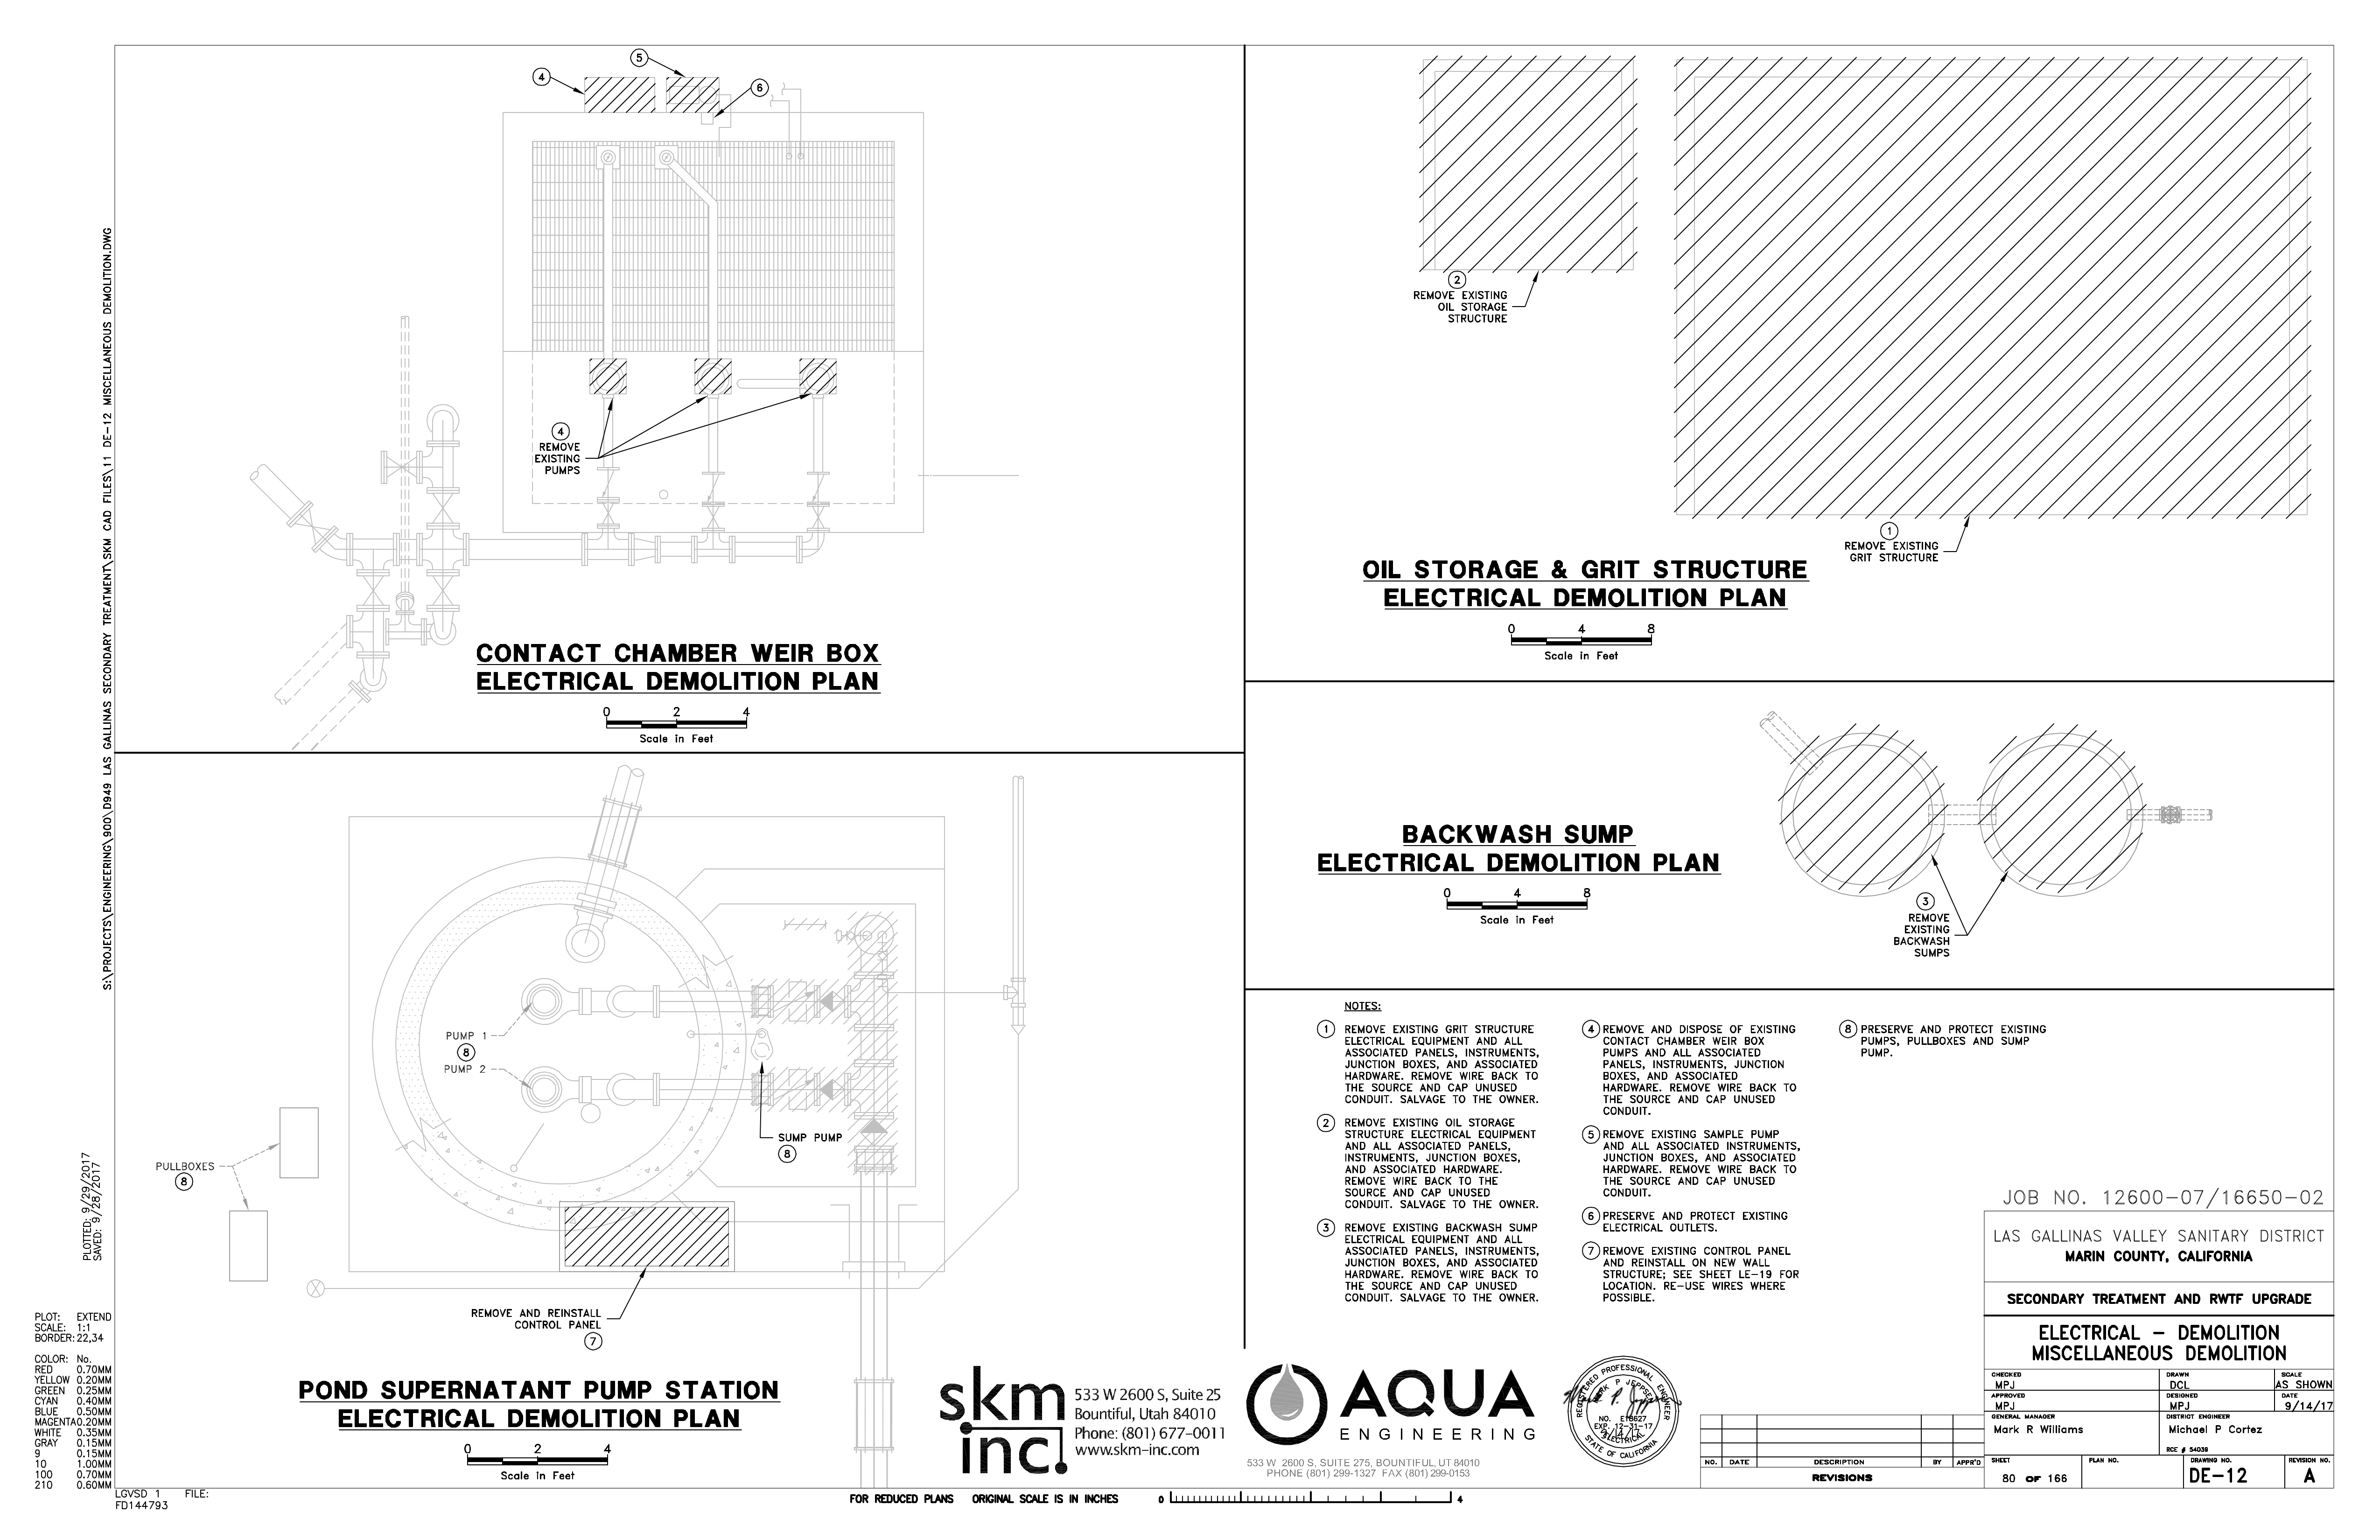 S:\PROJECTS\ENGINEERING\900\D949 LAS GALLINAS SECONDARY TREATMENT\SKM CAD FILES\11 DE-12 MISCELLANEOUS DEMOLITION.DWG
PLOTTED: 9/29/2017
SAVED: 9/28/2017
PLOT: EXTEND
SCALE: 1:1
BORDER: 22,34
COLOR: No.
RED 0.70MM
YELLOW 0.20MM
GREEN 0.25MM
CYAN 0.40MM
BLUE 0.50MM
MAGENTA 0.20MM
WHITE 0.35MM
GRAY 0.15MM
9 0.15MM
10 1.00MM
100 0.70MM
210 0.60MM
LGVSD 1 FILE:
FD144793
4
5
6
4
REMOVE
EXISTING
PUMPS
CONTACT CHAMBER WEIR BOX
ELECTRICAL DEMOLITION PLAN
0 2 4
Scale in Feet
2
REMOVE EXISTING
OIL STORAGE
STRUCTURE
1
REMOVE EXISTING
GRIT STRUCTURE
OIL STORAGE & GRIT STRUCTURE
ELECTRICAL DEMOLITION PLAN
0 4 8
Scale in Feet
BACKWASH SUMP
ELECTRICAL DEMOLITION PLAN
0 4 8
Scale in Feet
3
REMOVE
EXISTING
BACKWASH
SUMPS
PUMP 1
8
PUMP 2
SUMP PUMP
8
PULLBOXES
8
REMOVE AND REINSTALL
CONTROL PANEL
7
POND SUPERNATANT PUMP STATION
ELECTRICAL DEMOLITION PLAN
0 2 4
Scale in Feet
NOTES:
1 REMOVE EXISTING GRIT STRUCTURE
ELECTRICAL EQUIPMENT AND ALL
ASSOCIATED PANELS, INSTRUMENTS,
JUNCTION BOXES, AND ASSOCIATED
HARDWARE. REMOVE WIRE BACK TO
THE SOURCE AND CAP UNUSED
CONDUIT. SALVAGE TO THE OWNER.
2 REMOVE EXISTING OIL STORAGE
STRUCTURE ELECTRICAL EQUIPMENT
AND ALL ASSOCIATED PANELS,
INSTRUMENTS, JUNCTION BOXES,
AND ASSOCIATED HARDWARE.
REMOVE WIRE BACK TO THE
SOURCE AND CAP UNUSED
CONDUIT. SALVAGE TO THE OWNER.
3 REMOVE EXISTING BACKWASH SUMP
ELECTRICAL EQUIPMENT AND ALL
ASSOCIATED PANELS, INSTRUMENTS,
JUNCTION BOXES, AND ASSOCIATED
HARDWARE. REMOVE WIRE BACK TO
THE SOURCE AND CAP UNUSED
CONDUIT. SALVAGE TO THE OWNER.
4 REMOVE AND DISPOSE OF EXISTING
CONTACT CHAMBER WEIR BOX
PUMPS AND ALL ASSOCIATED
PANELS, INSTRUMENTS, JUNCTION
BOXES, AND ASSOCIATED
HARDWARE. REMOVE WIRE BACK TO
THE SOURCE AND CAP UNUSED
CONDUIT.
5 REMOVE EXISTING SAMPLE PUMP
AND ALL ASSOCIATED INSTRUMENTS,
JUNCTION BOXES, AND ASSOCIATED
HARDWARE. REMOVE WIRE BACK TO
THE SOURCE AND CAP UNUSED
CONDUIT.
6 PRESERVE AND PROTECT EXISTING
ELECTRICAL OUTLETS.
7 REMOVE EXISTING CONTROL PANEL
AND REINSTALL ON NEW WALL
STRUCTURE; SEE SHEET LE-19 FOR
LOCATION. RE-USE WIRES WHERE
POSSIBLE.
8 PRESERVE AND PROTECT EXISTING
PUMPS, PULLBOXES AND SUMP
PUMP.
skm
inc.
533 W 2600 S, Suite 25
Bountiful, Utah 84010
Phone: (801) 677-0011
www.skm-inc.com
AQUA
ENGINEERING
533 W 2600 S, SUITE 275, BOUNTIFUL, UT 84010
PHONE (801) 299-1327 FAX (801) 299-0153
REGISTERED PROFESSIONAL ENGINEER
MARK P JEPPSEN
NO. E18627
EXP. 12-31-17
ELECTRICAL
STATE OF CALIFORNIA
FOR REDUCED PLANS ORIGINAL SCALE IS IN INCHES
0 4
NO. DATE DESCRIPTION BY APPR'D
REVISIONS
JOB NO. 12600-07/16650-02
LAS GALLINAS VALLEY SANITARY DISTRICT
MARIN COUNTY, CALIFORNIA
SECONDARY TREATMENT AND RWTF UPGRADE
ELECTRICAL - DEMOLITION
MISCELLANEOUS DEMOLITION
CHECKED DRAWN SCALE
MPJ DCL AS SHOWN
APPROVED DESIGNED DATE
MPJ MPJ 9/14/17
GENERAL MANAGER DISTRICT ENGINEER
Mark R Williams Michael P Cortez
RCE # 54039
SHEET PLAN NO. DRAWING NO. REVISION NO.
80 OF 166 DE-12 A